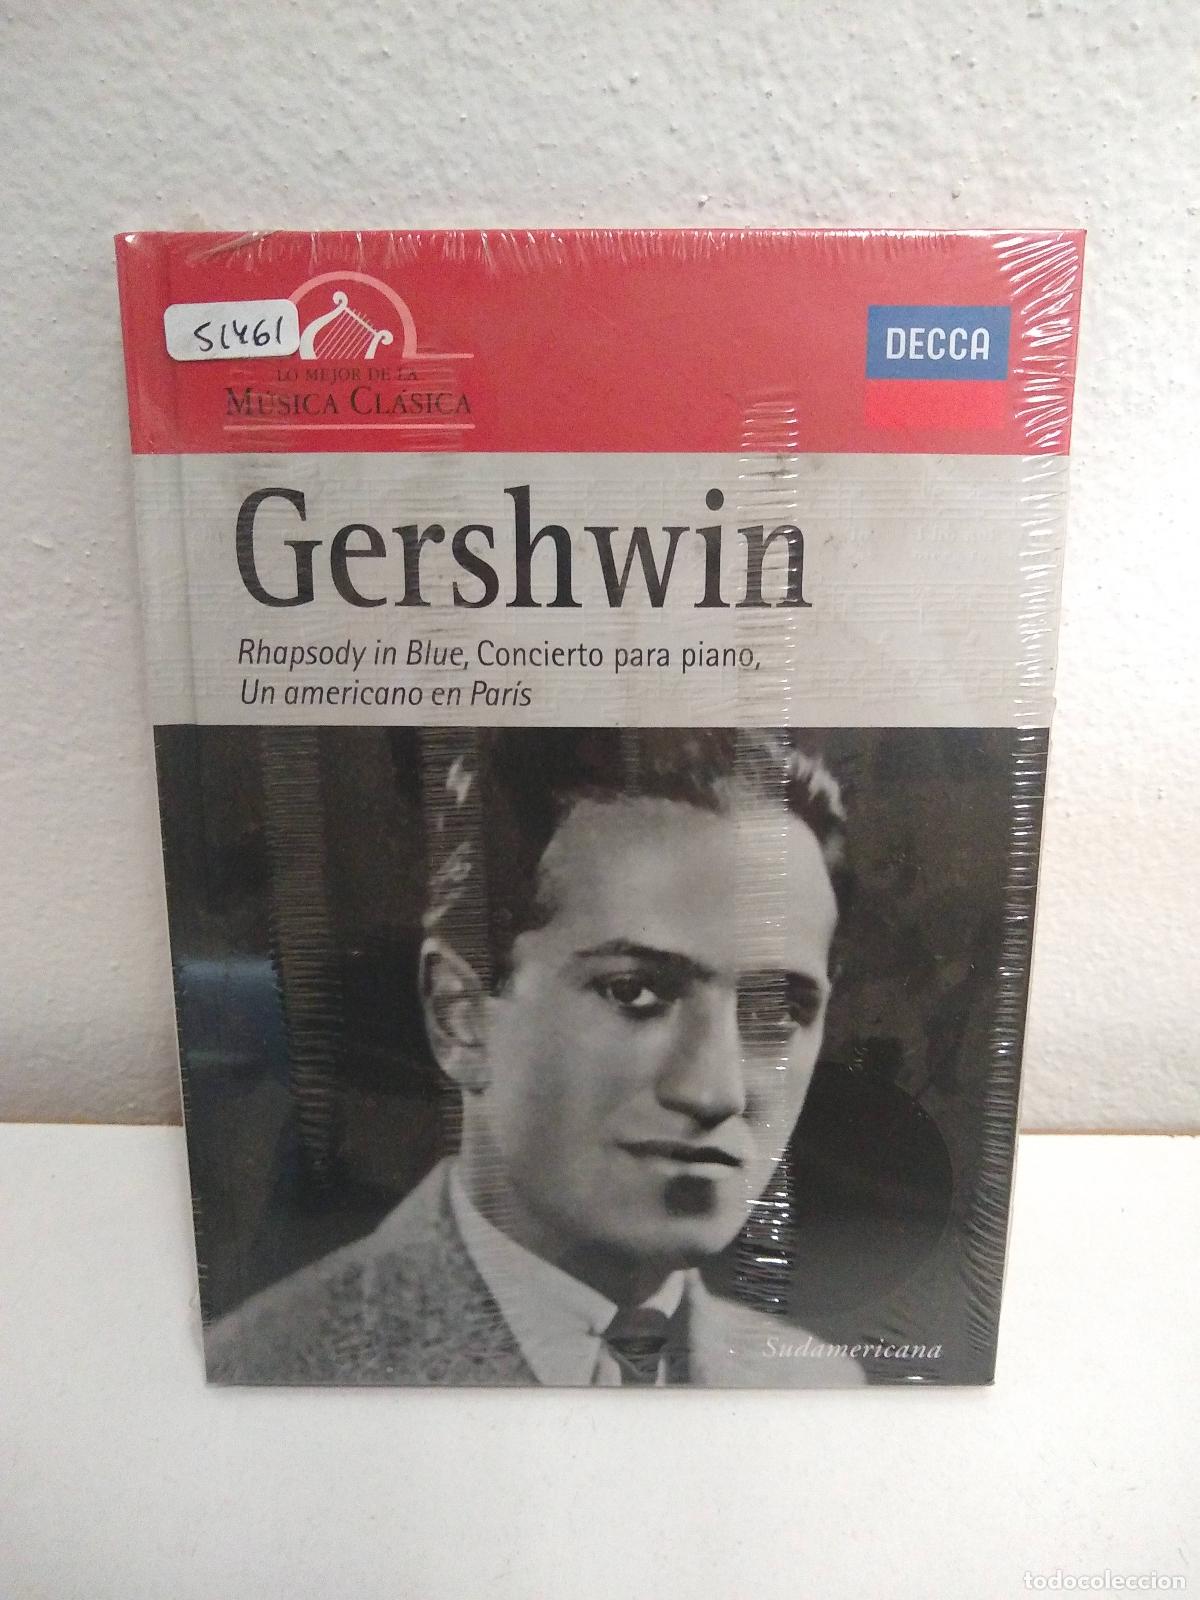 51461
LO MEJOR DE LA
MÚSICA CLÁSICA
DECCA
Gershwin
Rhapsody in Blue, Concierto para piano,
Un americano en París
Sudamericana
todocoleccion